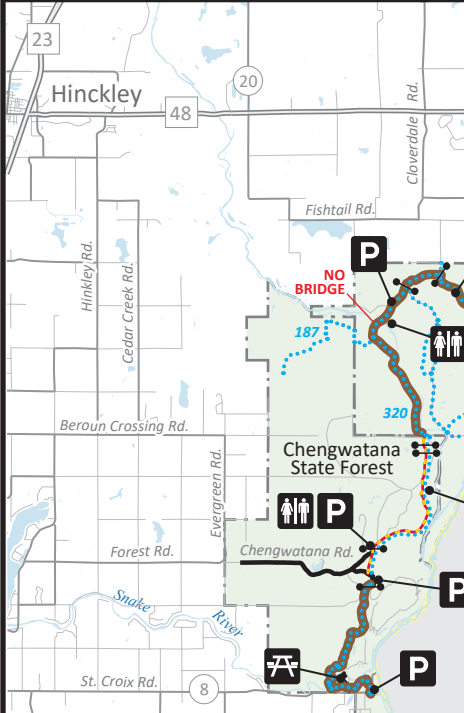 23
20
Hinckley
48
Cloverdale Rd.
Fishtail Rd.
P
NO
BRIDGE
Hinkley Rd.
Cedar Creek Rd.
187
320
Beroun Crossing Rd.
Chengwatana
State Forest
Evergreen Rd.
P
Forest Rd.
Chengwatana Rd.
P
Snake
River
St. Croix Rd.
8
P